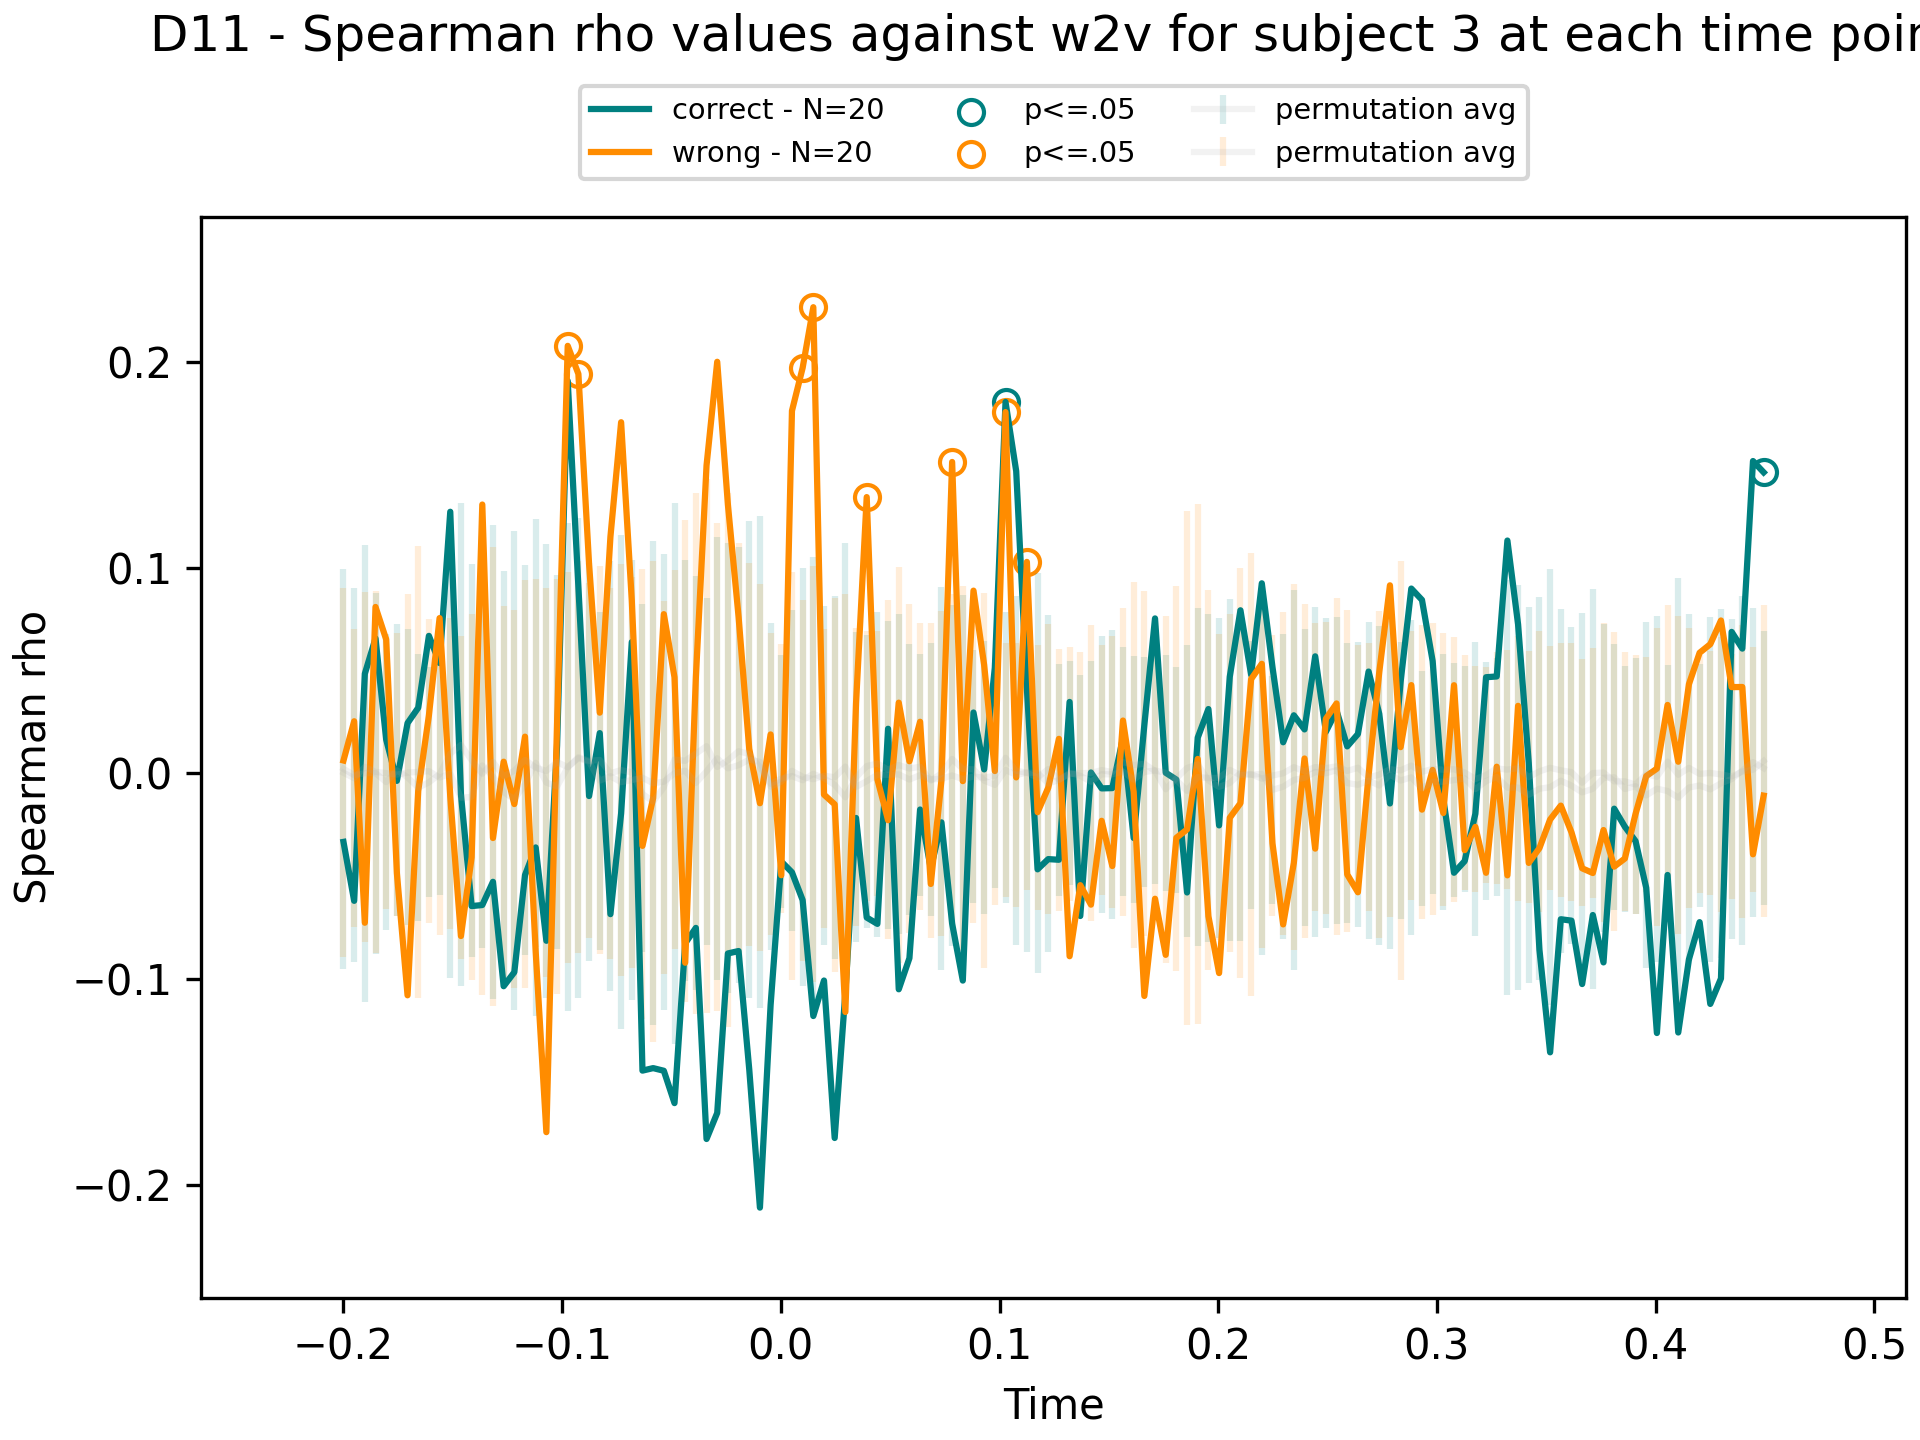 D11 - Spearman rho values against w2v for subject 3 at each time
correct - N=20 p<=.05 permutation avg
wrong - N=20 p<=.05 permutation avg
Spearman rho
0.2
0.1
0.0
−0.1
−0.2
−0.2 −0.1 0.0 0.1 0.2 0.3 0.4 0.5
Time